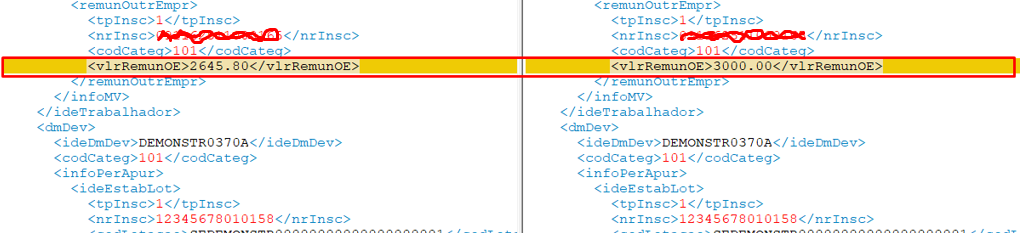 <remunOutrEmpr>
<tpInsc>1</tpInsc>
<nrInsc></nrInsc>
<codCateg>101</codCateg>
<vlrRemunOE>2645.80</vlrRemunOE>
</remunOutrEmpr>
</infoMV>
</ideTrabalhador>
<dmDev>
<ideDmDev>DEMONSTR0370A</ideDmDev>
<codCateg>101</codCateg>
<infoPerApur>
<ideEstabLot>
<tpInsc>1</tpInsc>
<nrInsc>12345678010158</nrInsc>
<remunOutrEmpr>
<tpInsc>1</tpInsc>
<nrInsc></nrInsc>
<codCateg>101</codCateg>
<vlrRemunOE>3000.00</vlrRemunOE>
</remunOutrEmpr>
</infoMV>
</ideTrabalhador>
<dmDev>
<ideDmDev>DEMONSTR0370A</ideDmDev>
<codCateg>101</codCateg>
<infoPerApur>
<ideEstabLot>
<tpInsc>1</tpInsc>
<nrInsc>12345678010158</nrInsc>